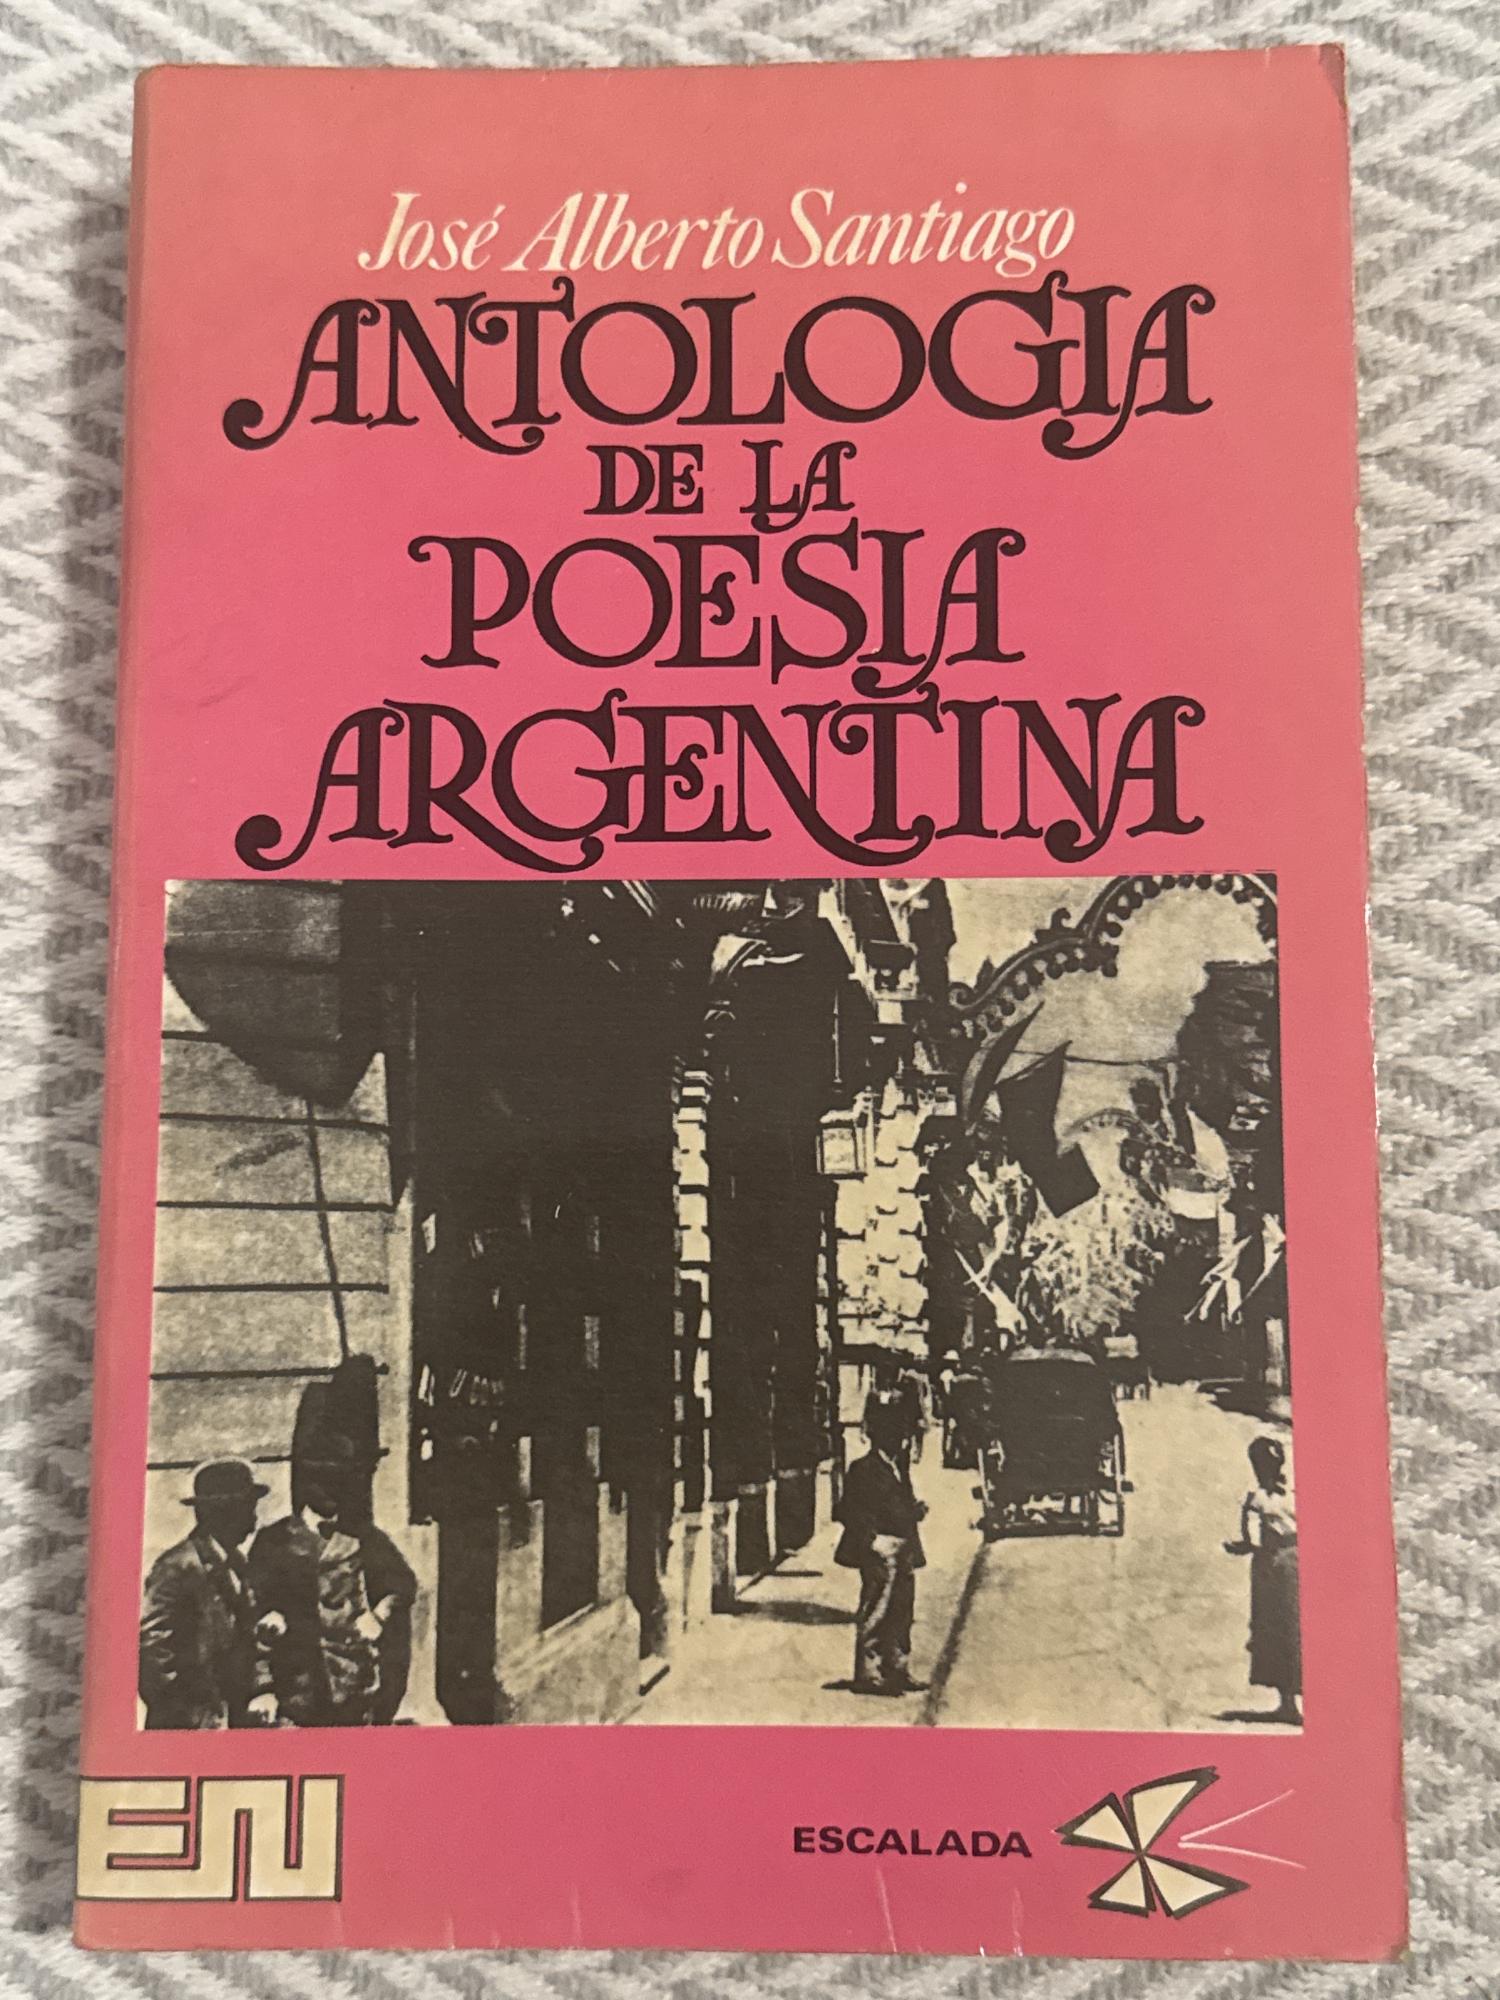 José Alberto Santiago
ANTOLOGIA
DE LA
POESIA
ARGENTINA
EN
ESCALADA